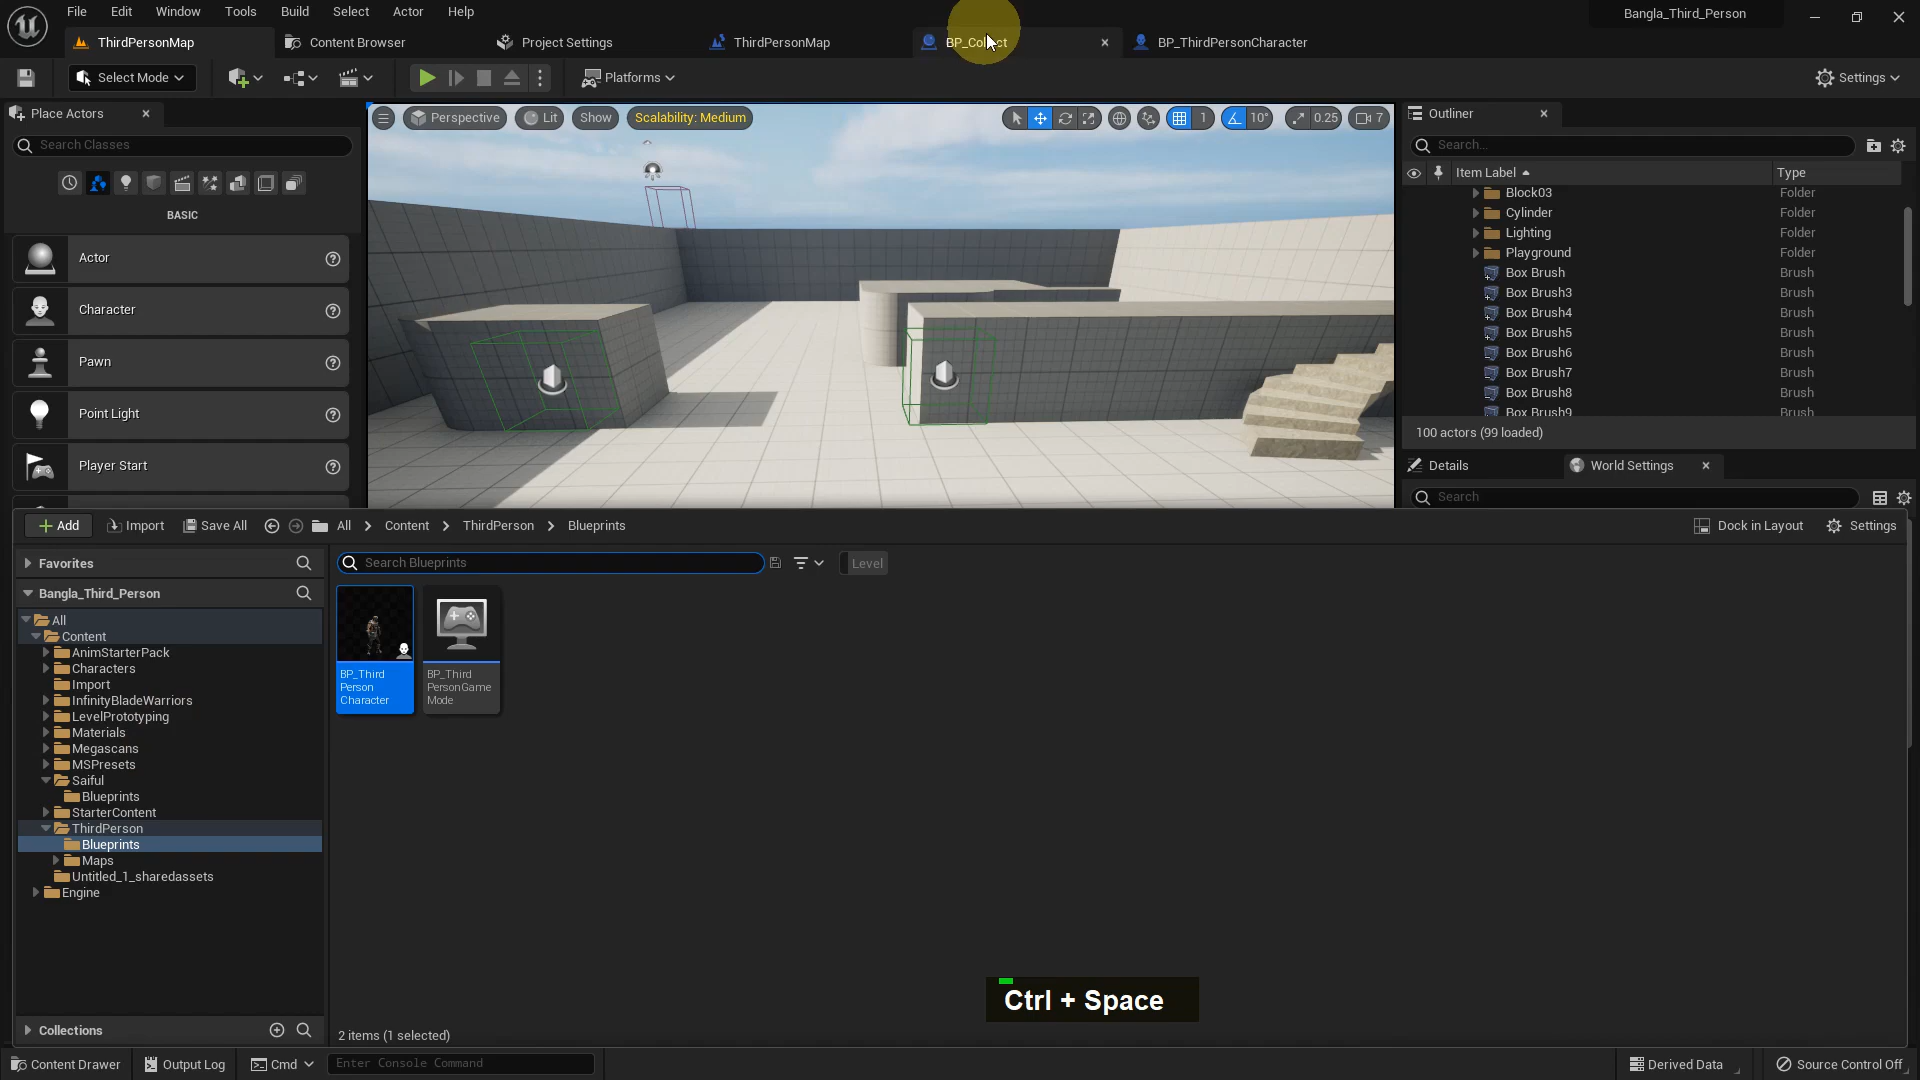 File Edit Window Tools Build Select Actor Help
Bangla_Third_Person
ThirdPersonMap Content Browser Project Settings ThirdPersonMap BP_Collect BP_ThirdPersonCharacter
Select Mode Platforms Settings
Place Actors
Search Classes
BASIC
Actor
Character
Pawn
Point Light
Player Start
Perspective Lit Show Scalability: Medium 1 10° 0.25 7
Outliner
Search...
Item Label Type
Block03 Folder
Cylinder Folder
Lighting Folder
Playground Folder
Box Brush Brush
Box Brush3 Brush
Box Brush4 Brush
Box Brush5 Brush
Box Brush6 Brush
Box Brush7 Brush
Box Brush8 Brush
Box Brush9 Brush
100 actors (99 loaded)
Details World Settings
Search
Add Import Save All All Content ThirdPerson Blueprints Dock in Layout Settings
Favorites
Bangla_Third_Person
All
Content
AnimStarterPack
Characters
Import
InfinityBladeWarriors
LevelPrototyping
Materials
Megascans
MSPresets
Saiful
Blueprints
StarterContent
ThirdPerson
Blueprints
Maps
Untitled_1_sharedassets
Engine
Collections
Search Blueprints Level
BP_Third
Person
Character
BP_Third
PersonGame
Mode
Ctrl + Space
2 items (1 selected)
Content Drawer Output Log Cmd Enter Console Command Derived Data Source Control Off